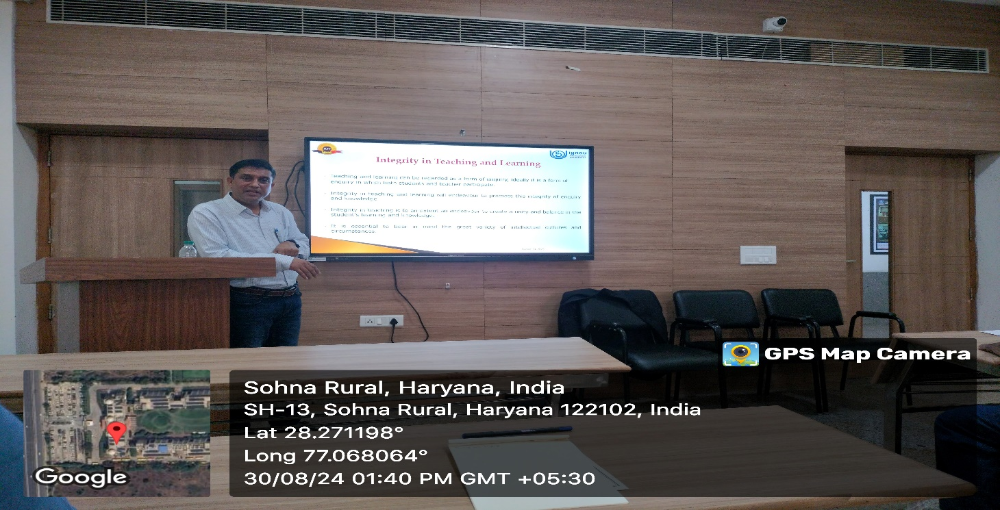 A++
ignou
UNIVERSITY
Integrity in Teaching and Learning
Teaching and learning can be recarded as a form of enquiry; ideally it is a form of
enquiry in which both students and teacher participate.
Integrity in teaching and learning will endeavour to promote this integrity of enquiry
and knowledge.
Integrity in teaching is to an extent an endeavour to create a unity and balance in the
student's learning and knowledge.
It is essential to bear in mind the great variety of intellectual cultures and
circumstances.
GPS Map Camera
Sohna Rural, Haryana, India
SH-13, Sohna Rural, Haryana 122102, India
Lat 28.271198°
Long 77.068064°
30/08/24 01:40 PM GMT +05:30
Google